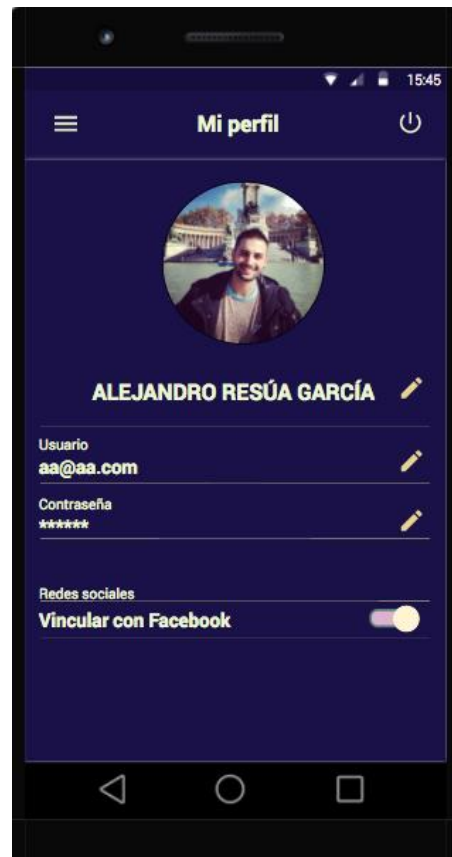 15:45
Mi perfil
ALEJANDRO RESÚA GARCÍA
Usuario
aa@aa.com
Contraseña
******
Redes sociales
Vincular con Facebook